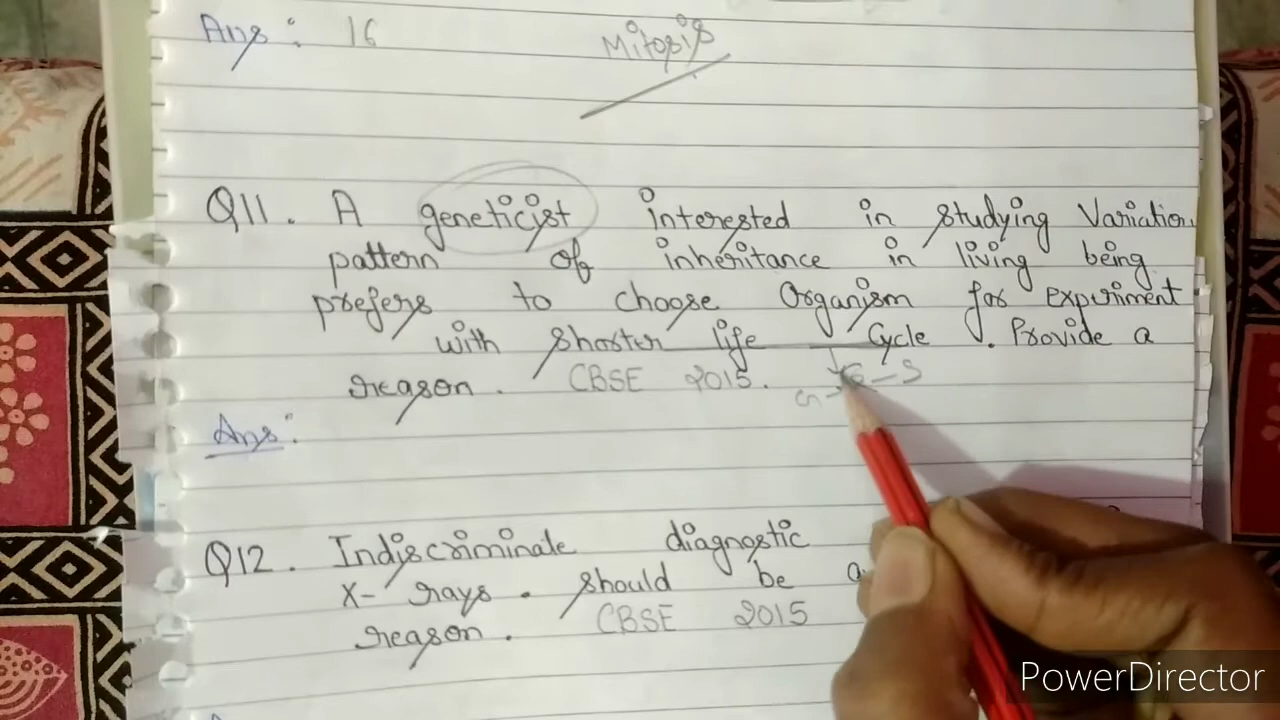 Ans: 16 Mitosis
Q11. A geneticist interested in studying Variation
pattern of inheritance in living being
prefers to choose Organism for experiment
with shorter life cycle. Provide a
reason. CBSE 2015.
Ans:
Q12. Indiscriminate diagnostic
X-rays. should be
reason. CBSE 2015
PowerDirector